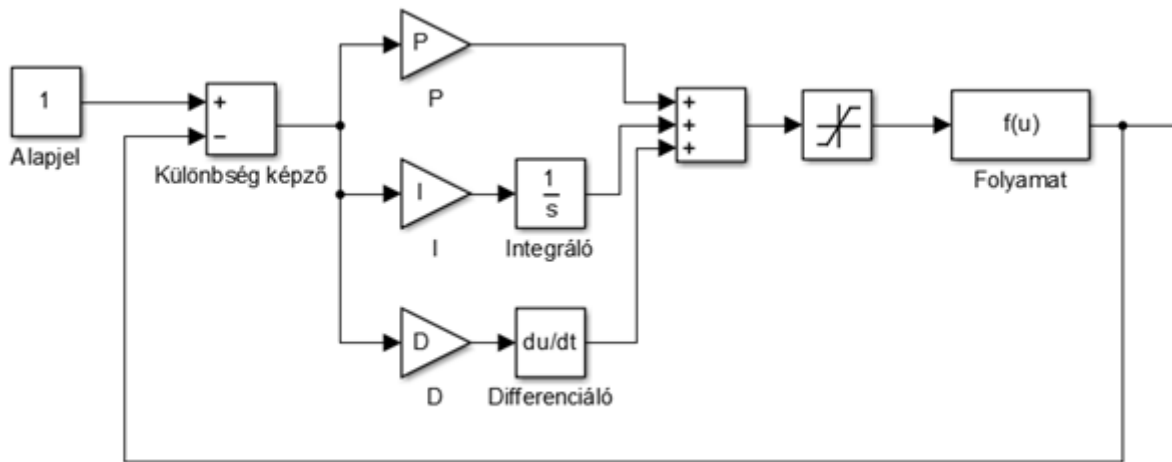 1
Alapjel
+
−
Különbség képző
P
P
I
I
1
s
Integráló
D
D
du/dt
Differenciáló
+
+
+
f(u)
Folyamat